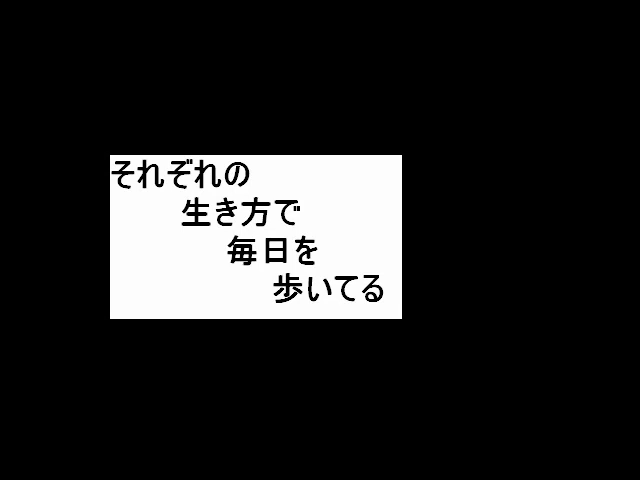 それぞれの
生き方で
毎日を
歩いてる